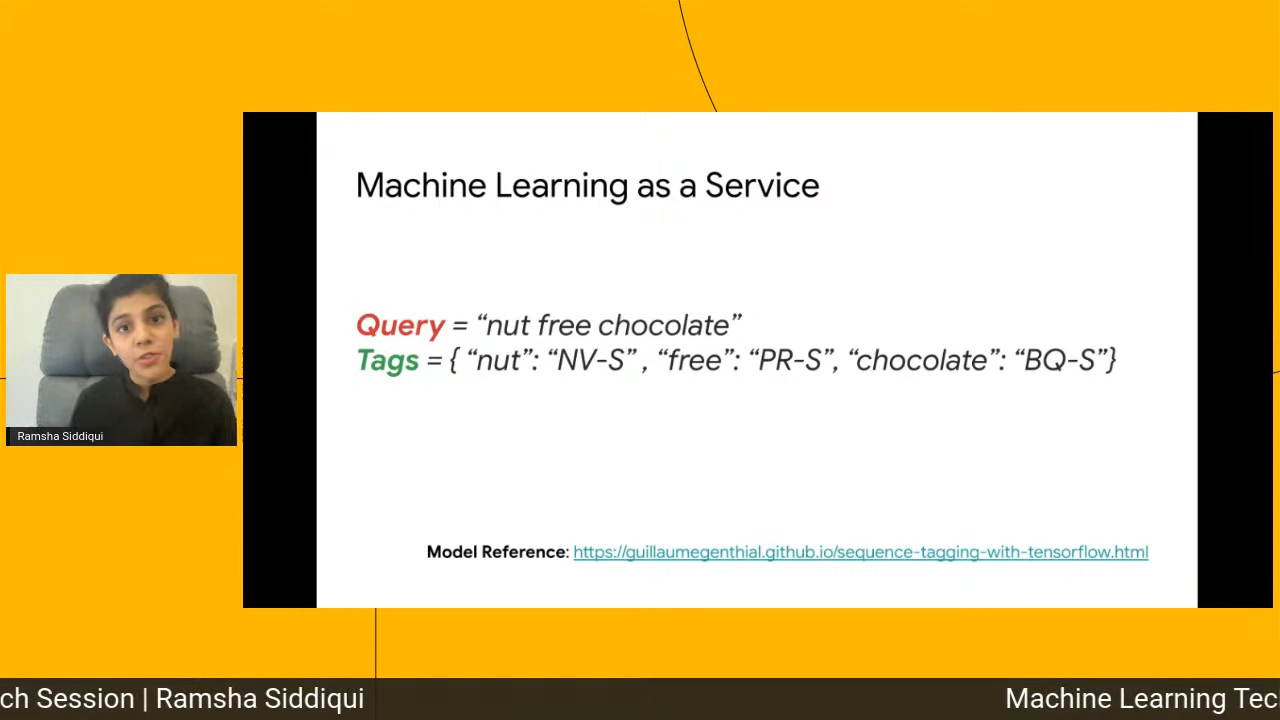 Machine Learning as a Service
Query = “nut free chocolate”
Tags = { “nut”: “NV-S” , “free”: “PR-S”, “chocolate”: “BQ-S”}
Model Reference: https://guillaumegenthial.github.io/sequence-tagging-with-tensorflow.html
Ramsha Siddiqui
ch Session | Ramsha Siddiqui
Machine Learning Tec